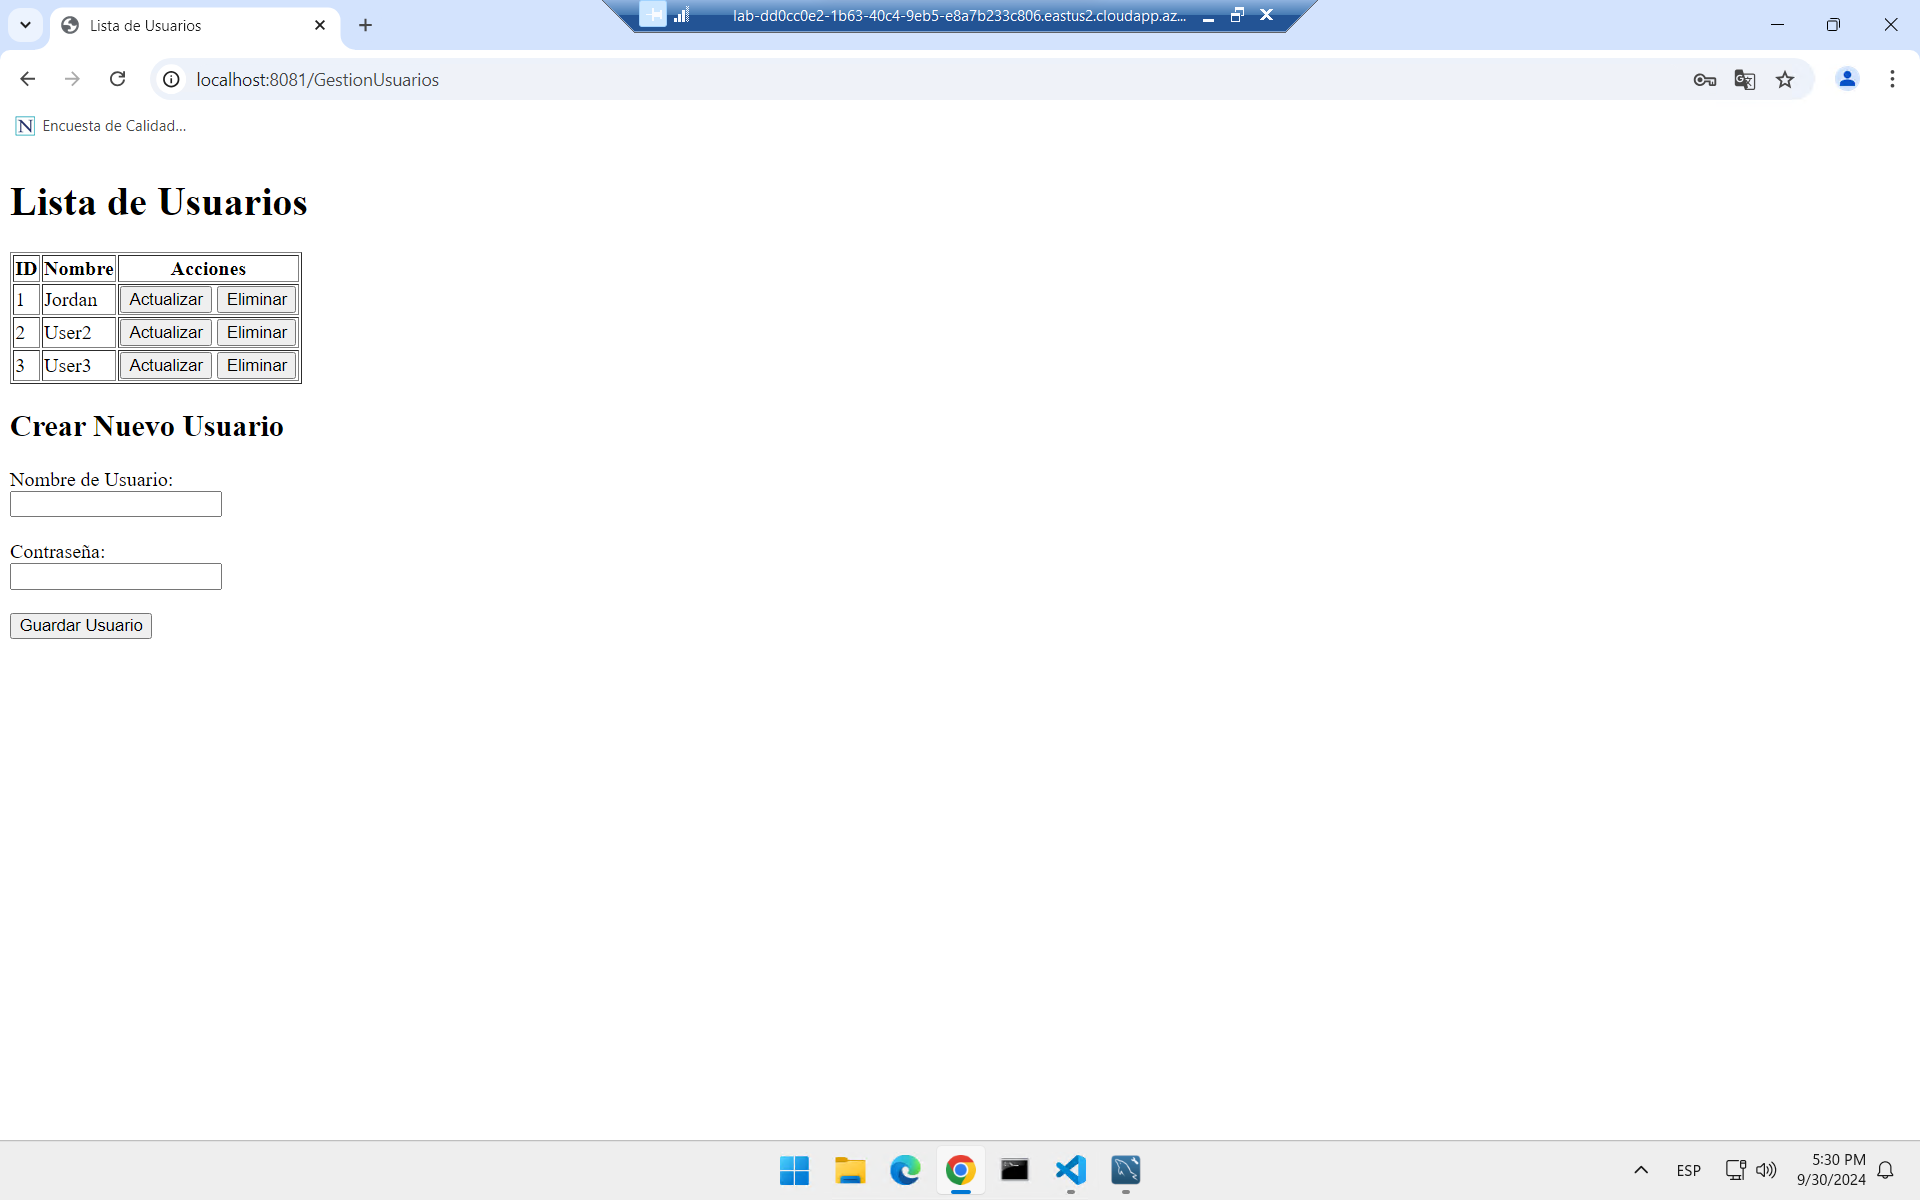 Lista de Usuarios
lab-dd0cc0e2-1b63-40c4-9eb5-e8a7b233c806.eastus2.cloudapp.az...
localhost:8081/GestionUsuarios
N Encuesta de Calidad...
Lista de Usuarios
ID Nombre Acciones
1 Jordan Actualizar Eliminar
2 User2 Actualizar Eliminar
3 User3 Actualizar Eliminar
Crear Nuevo Usuario
Nombre de Usuario:
Contraseña:
Guardar Usuario
ESP
5:30 PM
9/30/2024